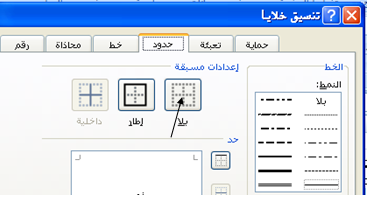 تنسيق خلايا
حماية تعبئة حدود خط محاذاة رقم
الخط
إعدادات مسبقة
النمط:
بلا
بلا إطار داخلية
حد